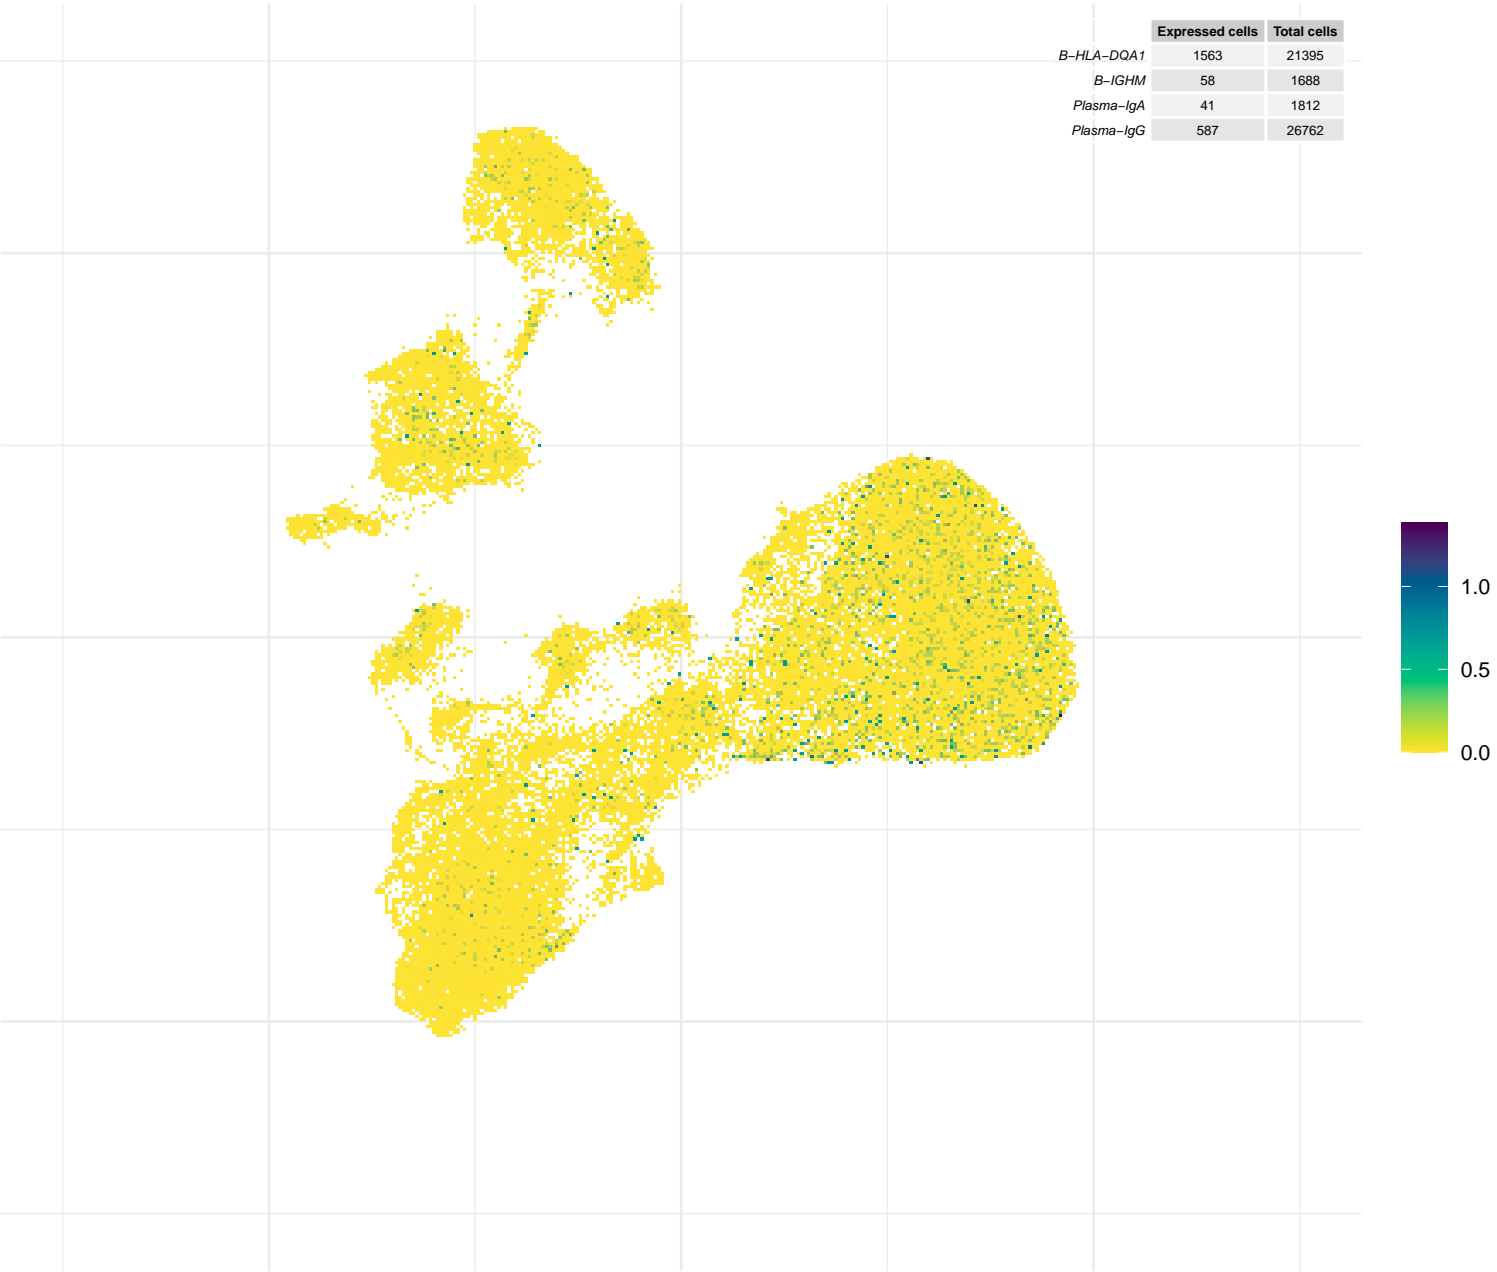 Expressed cells Total cells
B−HLA−DQA1 1563 21395
B−IGHM 58 1688
Plasma−IgA 41 1812
Plasma−IgG 587 26762
1.0
0.5
0.0